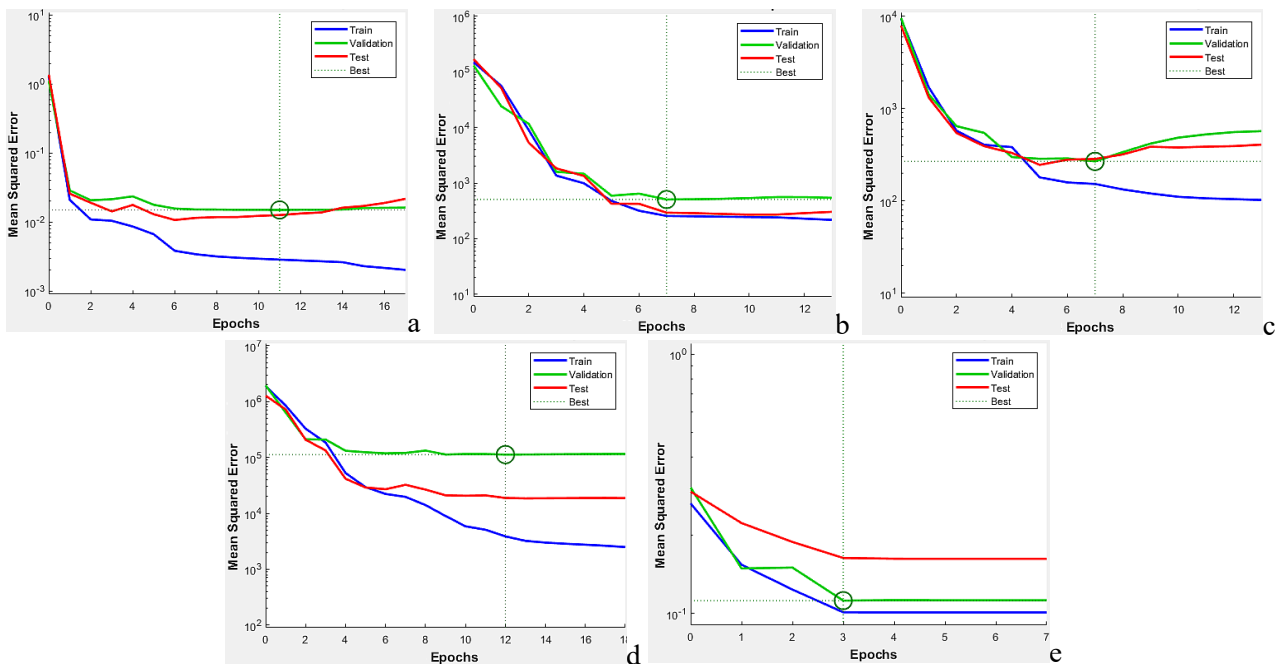 10^1
10^0
10^-1
10^-2
10^-3
Mean Squared Error
0 2 4 6 8 10 12 14 16
Epochs
Train
Validation
Test
Best
a
10^6
10^5
10^4
10^3
10^2
10^1
Mean Squared Error
0 2 4 6 8 10 12
Epochs
Train
Validation
Test
Best
b
10^4
10^3
10^2
10^1
Mean Squared Error
0 2 4 6 8 10 12
Epochs
Train
Validation
Test
Best
c
10^7
10^6
10^5
10^4
10^3
10^2
Mean Squared Error
0 2 4 6 8 10 12 14 16 18
Epochs
Train
Validation
Test
Best
d
10^0
10^-1
Mean Squared Error
0 1 2 3 4 5 6 7
Epochs
Train
Validation
Test
Best
e